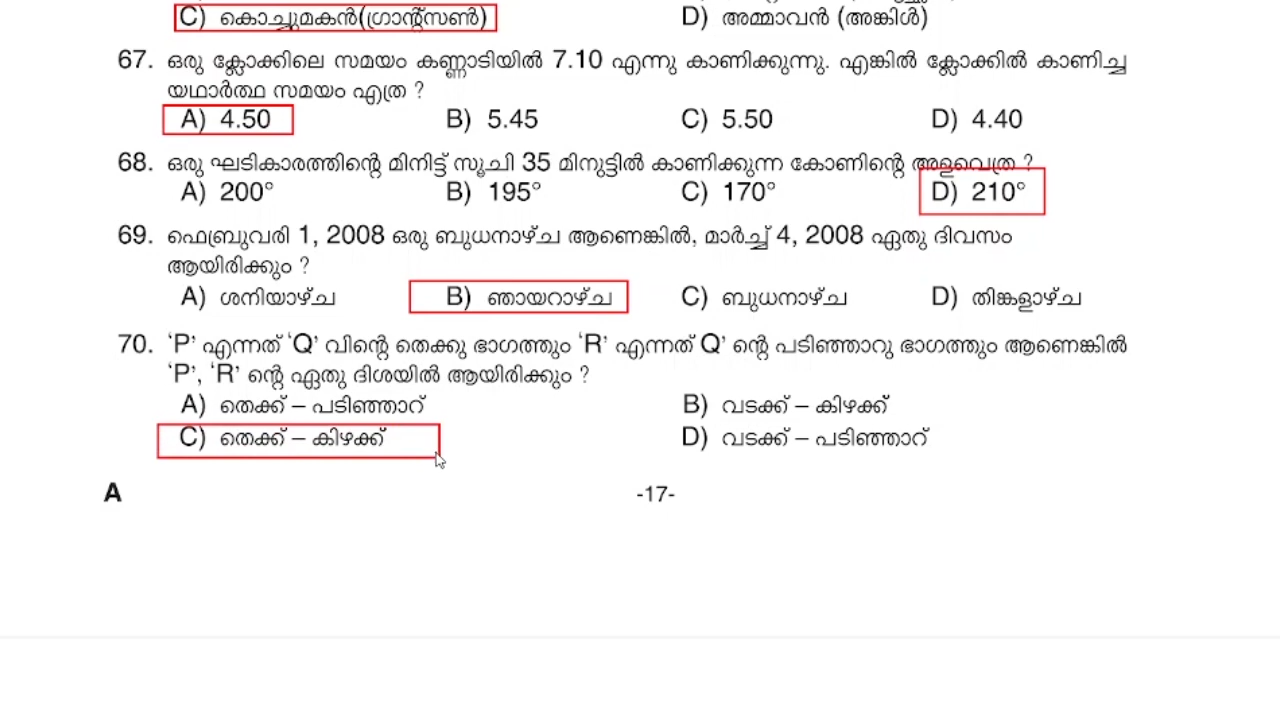 C) കൊച്ചുമകൻ(ഗ്രാന്റ്സൺ) D) അമ്മാവൻ (അങ്കിൾ)
67. ഒരു ക്ലോക്കിലെ സമയം കണ്ണാടിയിൽ 7.10 എന്നു കാണിക്കുന്നു. എങ്കിൽ ക്ലോക്കിൽ കാണിച്ച
യഥാർത്ഥ സമയം എത്ര ?
A) 4.50 B) 5.45 C) 5.50 D) 4.40
68. ഒരു ഘടികാരത്തിന്റെ മിനിട്ട് സൂചി 35 മിനുട്ടിൽ കാണിക്കുന്ന കോണിന്റെ അളവെത്ര ?
A) 200° B) 195° C) 170° D) 210°
69. ഫെബ്രുവരി 1, 2008 ഒരു ബുധനാഴ്ച ആണെങ്കിൽ, മാർച്ച് 4, 2008 ഏതു ദിവസം
ആയിരിക്കും ?
A) ശനിയാഴ്ച B) ഞായറാഴ്ച C) ബുധനാഴ്ച D) തിങ്കളാഴ്ച
70. ‘P’ എന്നത് ‘Q’ വിന്റെ തെക്കു ഭാഗത്തും ‘R’ എന്നത് Q’ ന്റെ പടിഞ്ഞാറു ഭാഗത്തും ആണെങ്കിൽ
‘P’, ‘R’ ന്റെ ഏതു ദിശയിൽ ആയിരിക്കും ?
A) തെക്ക് – പടിഞ്ഞാറ് B) വടക്ക് – കിഴക്ക്
C) തെക്ക് – കിഴക്ക് D) വടക്ക് – പടിഞ്ഞാറ്
A -17-